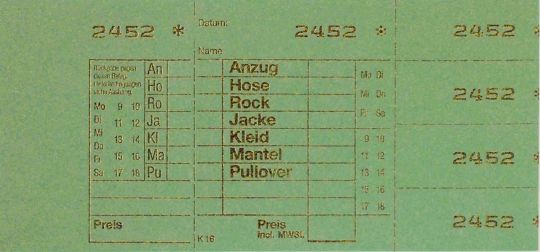 2452 *
Datum:
2452 *
2452 *
Name
An
Ho
Ro
Ja
Kl
Ma
Pu
Mo 9 10
Di 11 12
Mi 13 14
Do
Fr 15 16
Sa 17 18
Preis
Anzug
Hose
Rock
Jacke
Kleid
Mantel
Pullover
Mo Di
Mi Do
Fr Sa
9 10
11 12
13 14
15 16
17 18
K16
Preis
incl. MWSt.
2452 *
2452 *
2452 *